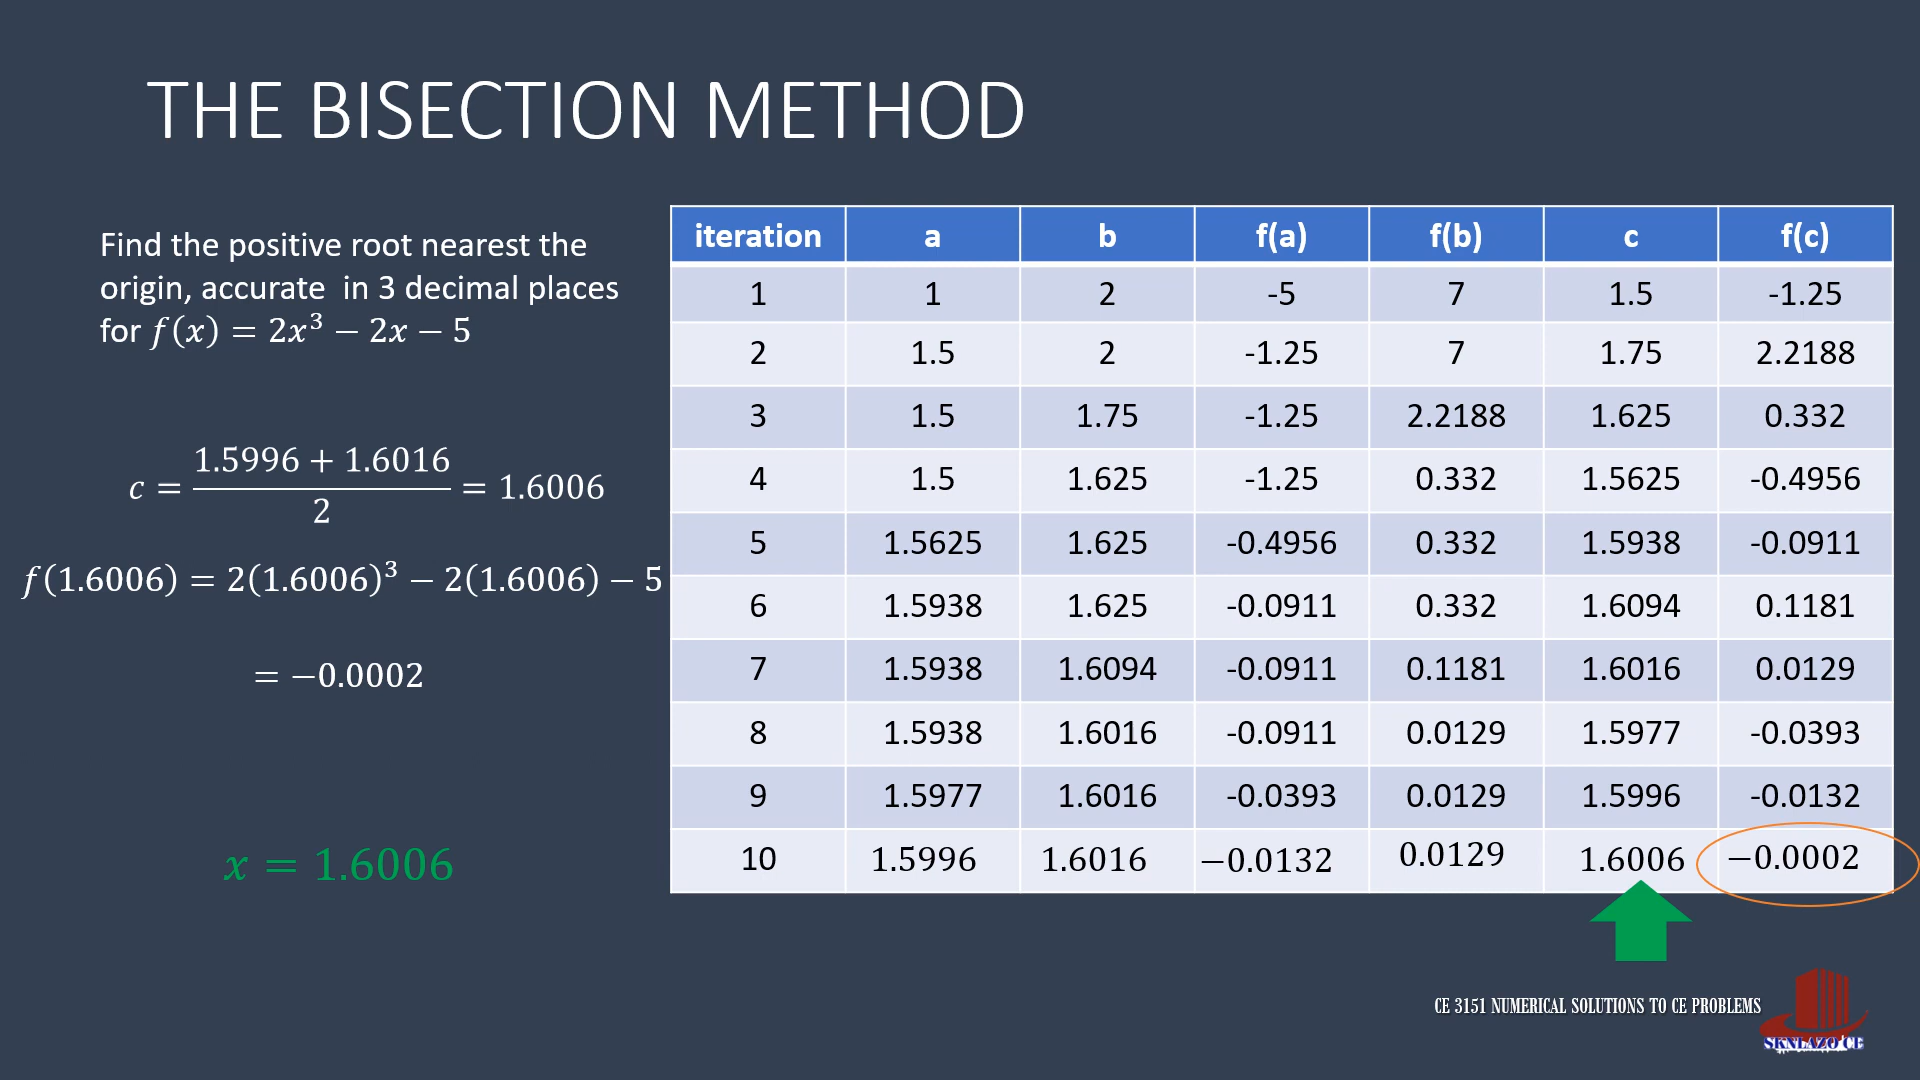 THE BISECTION METHOD
Find the positive root nearest the
origin, accurate in 3 decimal places
for f(x) = 2x³ − 2x − 5
c = (1.5996 + 1.6016)/2 = 1.6006
f(1.6006) = 2(1.6006)³ − 2(1.6006) − 5
= −0.0002
x = 1.6006
iteration a b f(a) f(b) c f(c)
1 1 2 -5 7 1.5 -1.25
2 1.5 2 -1.25 7 1.75 2.2188
3 1.5 1.75 -1.25 2.2188 1.625 0.332
4 1.5 1.625 -1.25 0.332 1.5625 -0.4956
5 1.5625 1.625 -0.4956 0.332 1.5938 -0.0911
6 1.5938 1.625 -0.0911 0.332 1.6094 0.1181
7 1.5938 1.6094 -0.0911 0.1181 1.6016 0.0129
8 1.5938 1.6016 -0.0911 0.0129 1.5977 -0.0393
9 1.5977 1.6016 -0.0393 0.0129 1.5996 -0.0132
10 1.5996 1.6016 −0.0132 0.0129 1.6006 −0.0002
CE 3151 NUMERICAL SOLUTIONS TO CE PROBLEMS
SKNLAZO CE